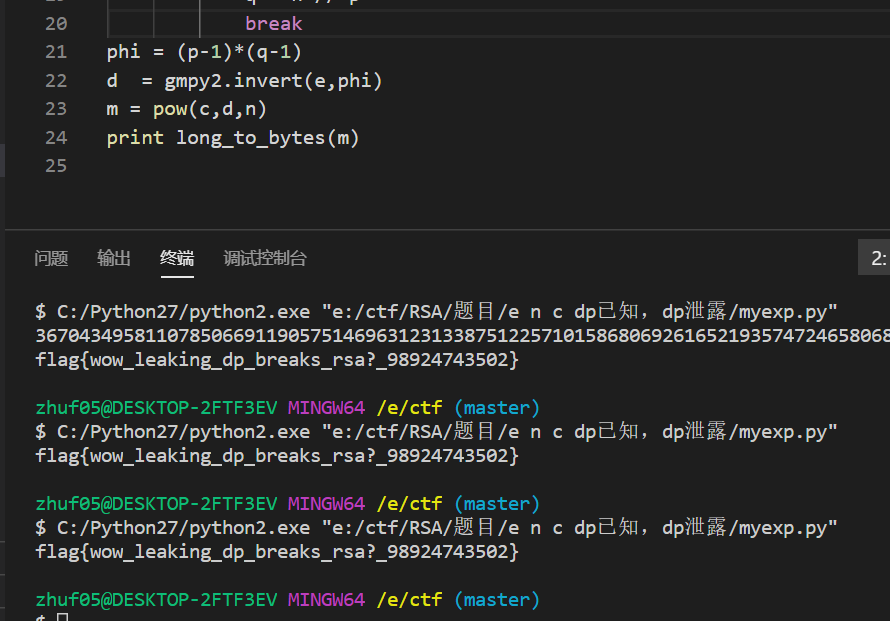 20 break
21 phi = (p-1)*(q-1)
22 d  = gmpy2.invert(e,phi)
23 m = pow(c,d,n)
24 print long_to_bytes(m)
25
问题 输出 终端 调试控制台 2:
$ C:/Python27/python2.exe "e:/ctf/RSA/题目/e n c dp已知，dp泄露/myexp.py"
3670434958110785066911905751469631231338751225710158680692616521935747246580688
flag{wow_leaking_dp_breaks_rsa?_98924743502}
zhuf05@DESKTOP-2FTF3EV MINGW64 /e/ctf (master)
$ C:/Python27/python2.exe "e:/ctf/RSA/题目/e n c dp已知，dp泄露/myexp.py"
flag{wow_leaking_dp_breaks_rsa?_98924743502}
zhuf05@DESKTOP-2FTF3EV MINGW64 /e/ctf (master)
$ C:/Python27/python2.exe "e:/ctf/RSA/题目/e n c dp已知，dp泄露/myexp.py"
flag{wow_leaking_dp_breaks_rsa?_98924743502}
zhuf05@DESKTOP-2FTF3EV MINGW64 /e/ctf (master)
$